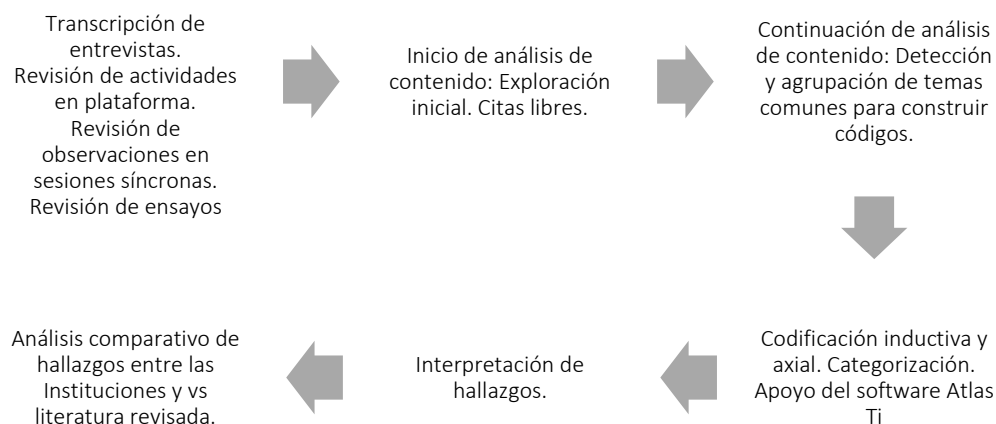 Transcripción de
entrevistas.
Revisión de actividades
en plataforma.
Revisión de
observaciones en
sesiones síncronas.
Revisión de ensayos
Inicio de análisis de
contenido: Exploración
inicial. Citas libres.
Continuación de análisis
de contenido: Detección
y agrupación de temas
comunes para construir
códigos.
Codificación inductiva y
axial. Categorización.
Apoyo del software Atlas
Ti
Interpretación de
hallazgos.
Análisis comparativo de
hallazgos entre las
Instituciones y vs
literatura revisada.